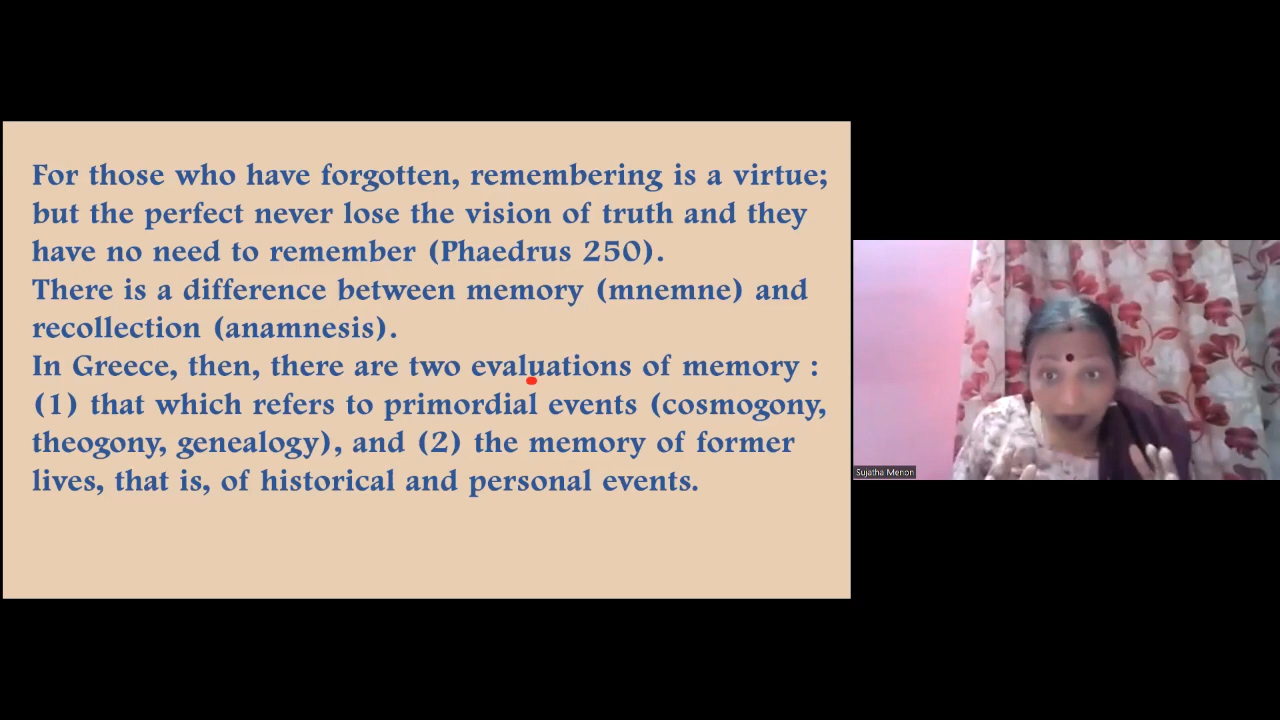 For those who have forgotten, remembering is a virtue;
but the perfect never lose the vision of truth and they
have no need to remember (Phaedrus 250).
There is a difference between memory (mnemne) and
recollection (anamnesis).
In Greece, then, there are two evaluations of memory :
(1) that which refers to primordial events (cosmogony,
theogony, genealogy), and (2) the memory of former
lives, that is, of historical and personal events.
Sujatha Menon